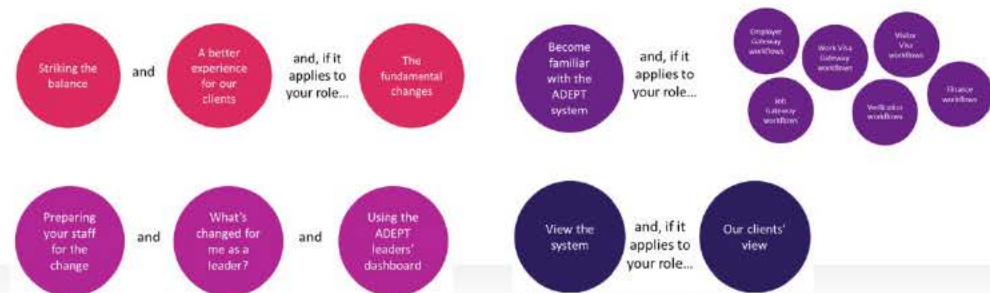 Striking the
balance
and
A better
experience
for our
clients
and, if it
applies to
your role...
The
fundamental
changes
Become
familiar
with the
ADEPT
system
and, if it
applies to
your role...
Employer
Gateway
workflows
Work Visa
Gateway
workflows
Visitor
Visa
workflows
Job
Gateway
workflows
Verification
workflows
Finance
workflows
Preparing
your staff
for the
change
and
What's
changed for
me as a
leader?
and
Using the
ADEPT
leaders'
dashboard
View the
system
and, if it
applies to
your role...
Our clients'
view